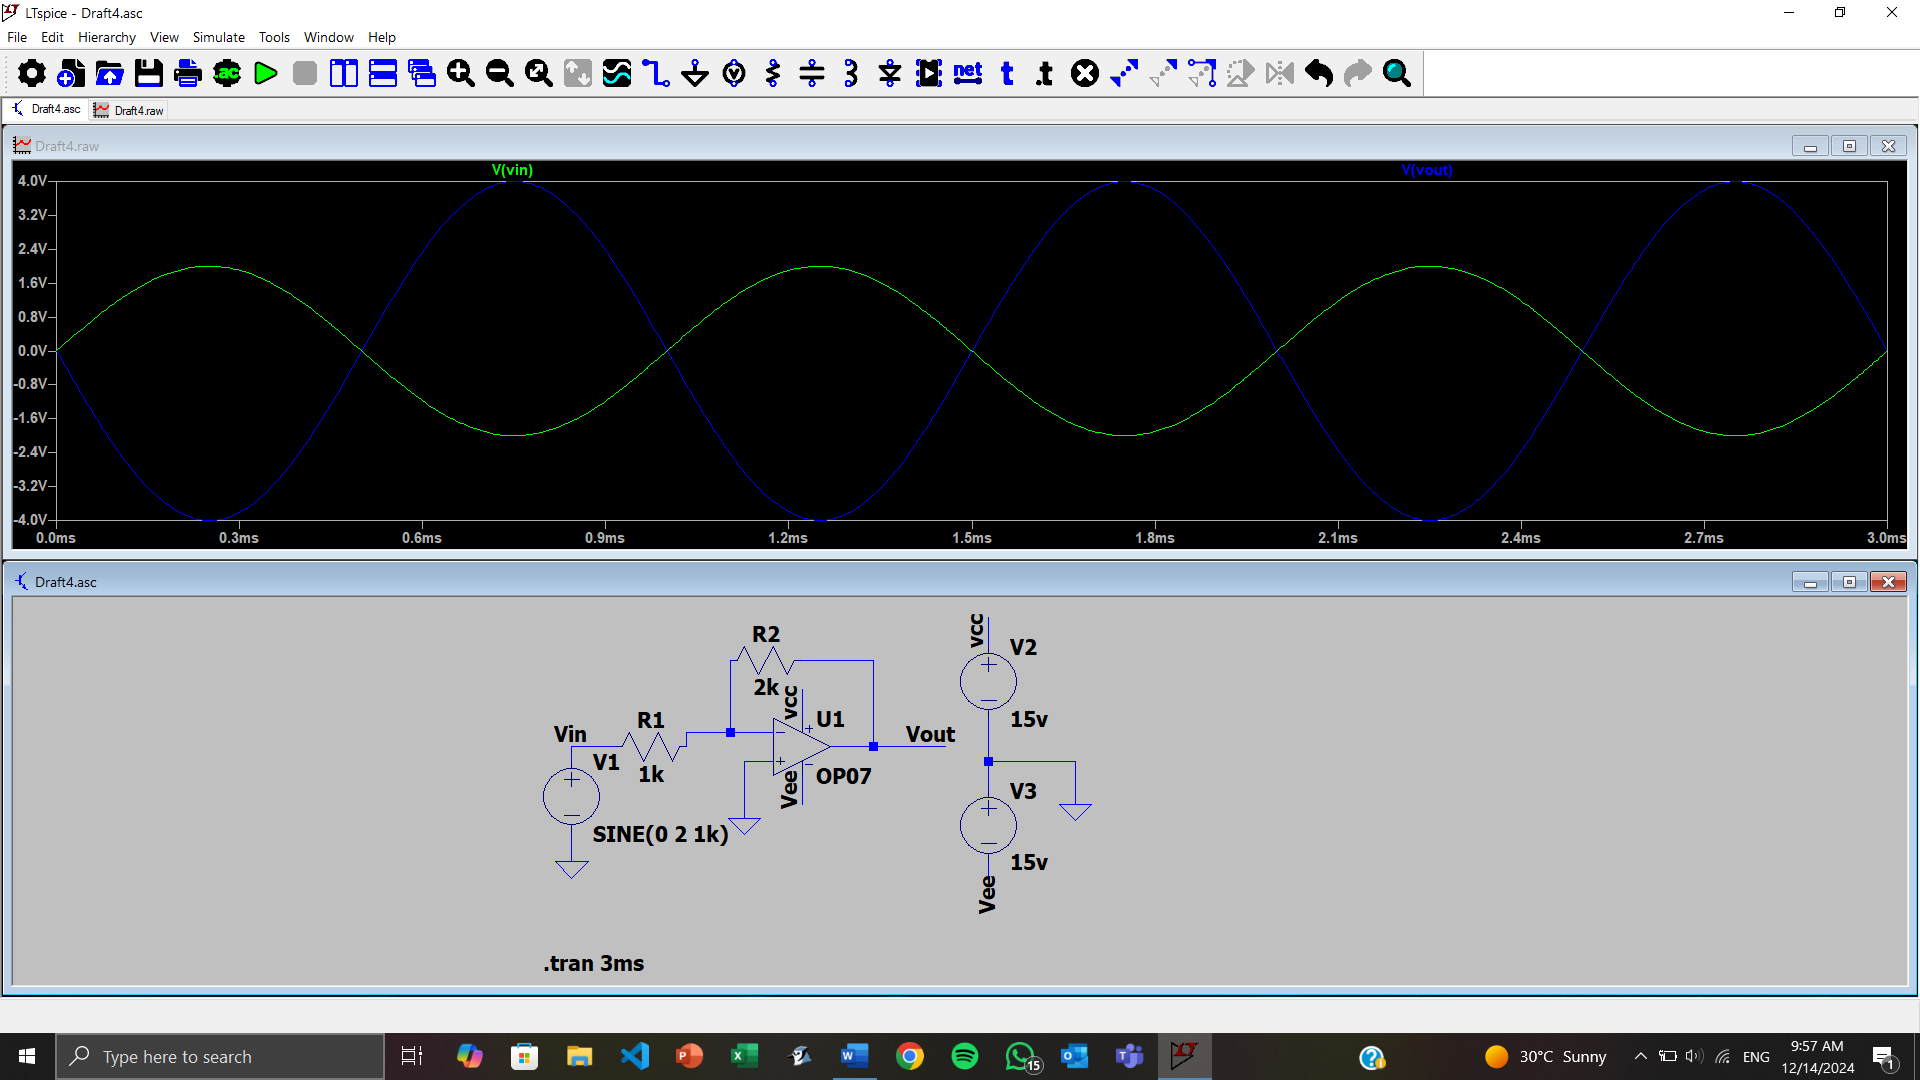 LTspice - Draft4.asc
File Edit Hierarchy View Simulate Tools Window Help
.ac net t .t
Draft4.asc Draft4.raw
Draft4.raw
V(vin) V(vout)
4.0V
3.2V
2.4V
1.6V
0.8V
0.0V
-0.8V
-1.6V
-2.4V
-3.2V
-4.0V
0.0ms 0.3ms 0.6ms 0.9ms 1.2ms 1.5ms 1.8ms 2.1ms 2.4ms 2.7ms 3.0ms
Draft4.asc
R2
2k
vcc
U1
Vin
R1
1k
V1
SINE(0 2 1k)
Vee
OP07
Vout
vcc
V2
15v
V3
15v
Vee
.tran 3ms
Type here to search
15
30°C Sunny
ENG
9:57 AM
12/14/2024
1